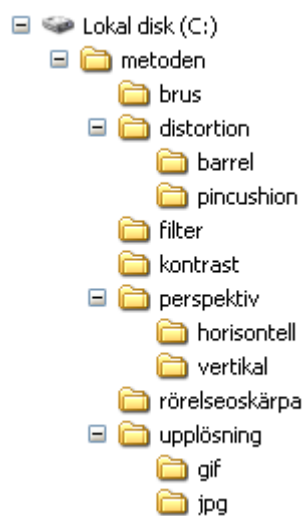 Lokal disk (C:)
metoden
brus
distortion
barrel
pincushion
filter
kontrast
perspektiv
horisontell
vertikal
rörelseoskärpa
upplösning
gif
jpg